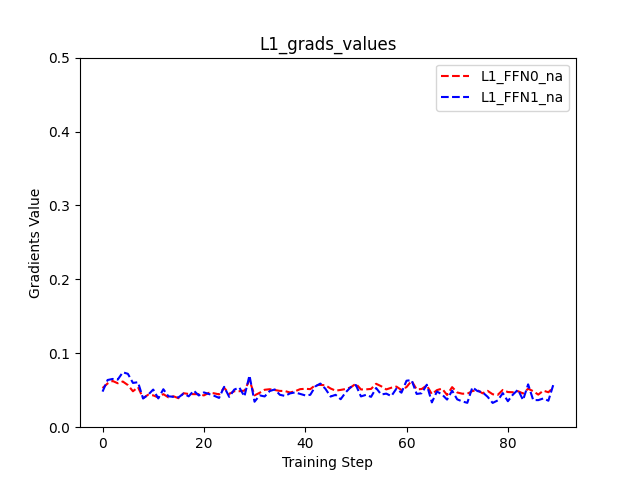 L1_grads_values
L1_FFN0_na
L1_FFN1_na
Gradients Value
0.5
0.4
0.3
0.2
0.1
0.0
0
20
40
60
80
Training Step